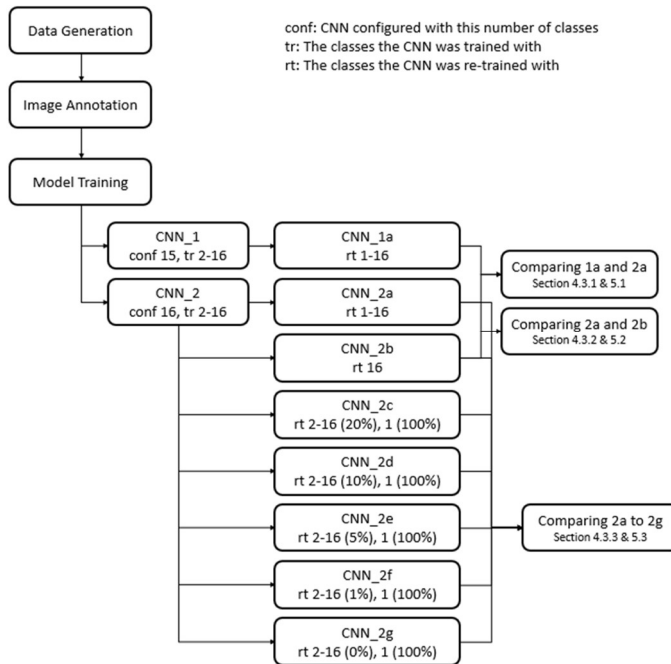 Data Generation
conf: CNN configured with this number of classes
tr: The classes the CNN was trained with
rt: The classes the CNN was re-trained with
Image Annotation
Model Training
CNN_1
conf 15, tr 2-16
CNN_1a
rt 1-16
Comparing 1a and 2a
Section 4.3.1 & 5.1
CNN_2
conf 16, tr 2-16
CNN_2a
rt 1-16
Comparing 2a and 2b
Section 4.3.2 & 5.2
CNN_2b
rt 16
CNN_2c
rt 2-16 (20%), 1 (100%)
CNN_2d
rt 2-16 (10%), 1 (100%)
CNN_2e
rt 2-16 (5%), 1 (100%)
Comparing 2a to 2g
Section 4.3.3 & 5.3
CNN_2f
rt 2-16 (1%), 1 (100%)
CNN_2g
rt 2-16 (0%), 1 (100%)